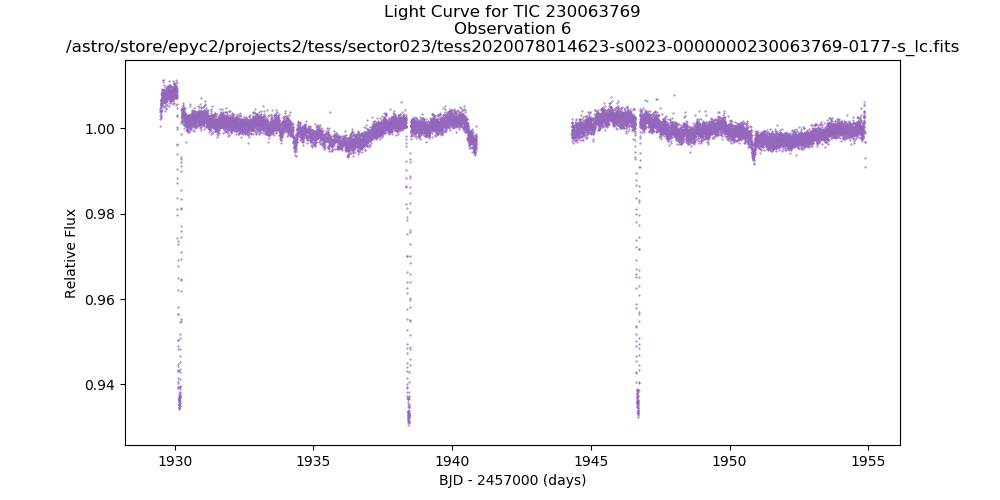 Light Curve for TIC 230063769
Observation 6
/astro/store/epyc2/projects2/tess/sector023/tess2020078014623-s0023-0000000230063769-0177-s_lc.fits
1.00
0.98
0.96
0.94
Relative Flux
1930 1935 1940 1945 1950 1955
BJD - 2457000 (days)